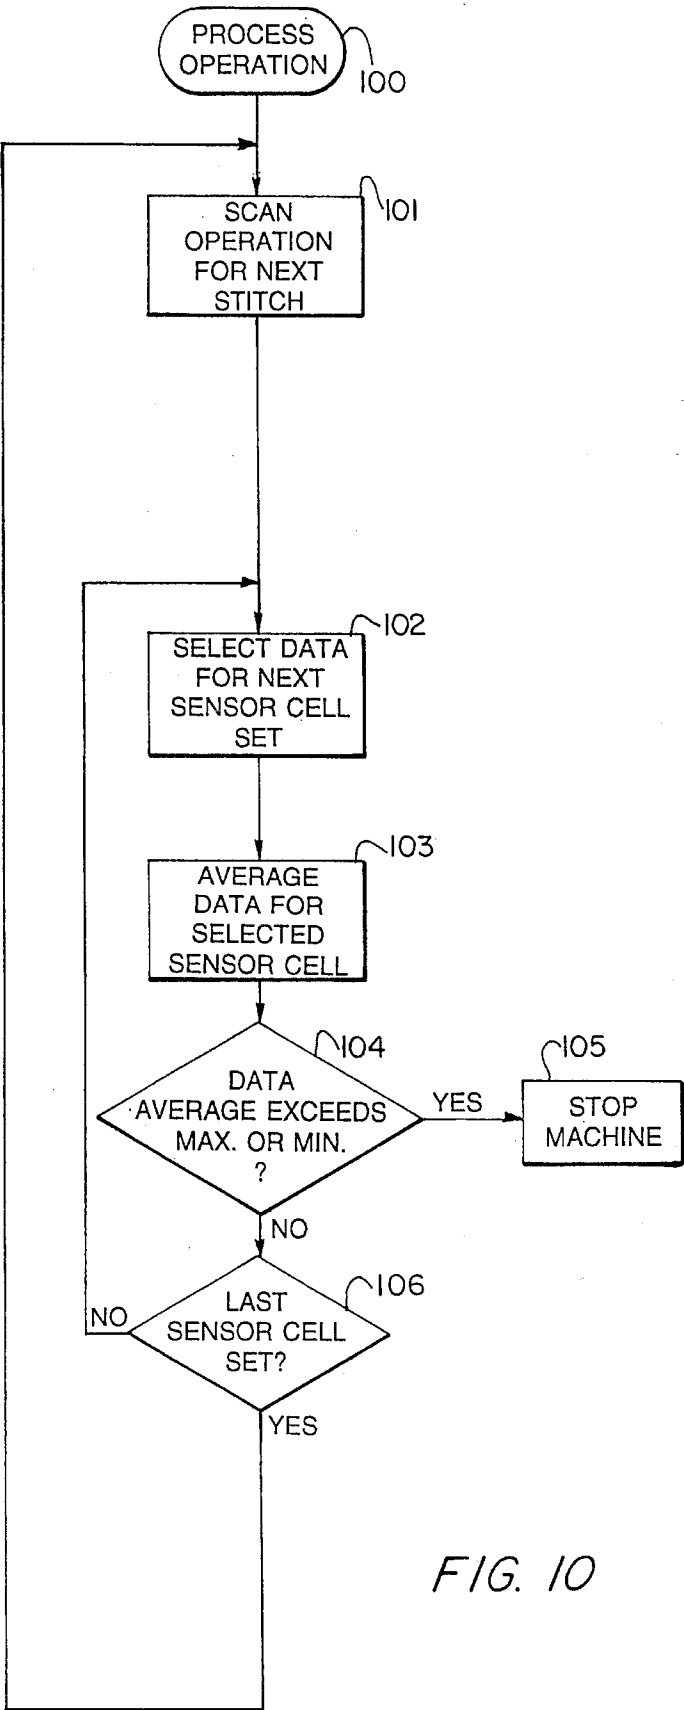 PROCESS
OPERATION
100
101
SCAN
OPERATION
FOR NEXT
STITCH
102
SELECT DATA
FOR NEXT
SENSOR CELL
SET
103
AVERAGE
DATA FOR
SELECTED
SENSOR CELL
104
DATA
AVERAGE EXCEEDS
MAX. OR MIN.
?
YES
105
STOP
MACHINE
NO
106
LAST
SENSOR CELL
SET?
NO
YES
FIG. 10